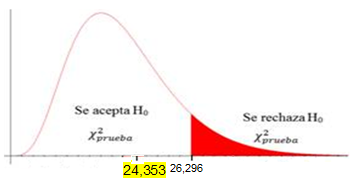 Se acepta H₀
χ²prueba
Se rechaza H₀
χ²prueba
24,353 26,296